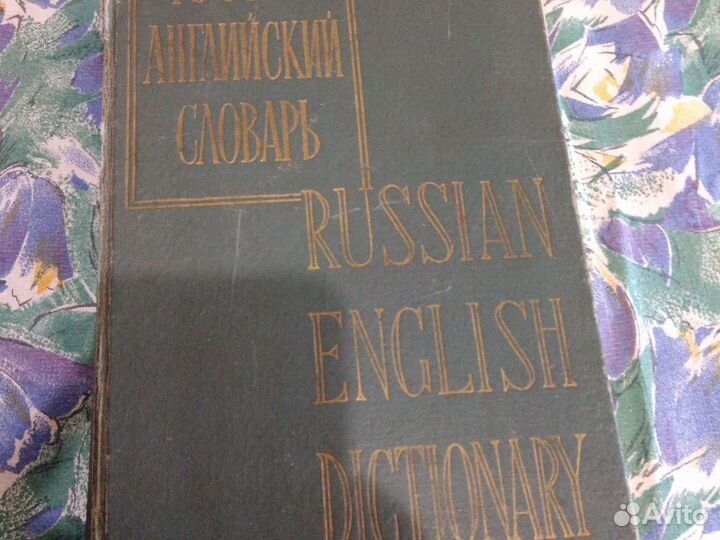 АНГЛИЙСКИЙ
СЛОВАРЬ
RUSSIAN
ENGLISH
DICTIONARY
Avito